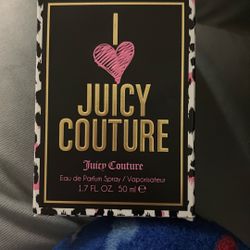 I
JUICY
COUTURE
Juicy Couture
Eau de Parfum Spray / Vaporisateur
1.7 FL. OZ. 50 ml ℮